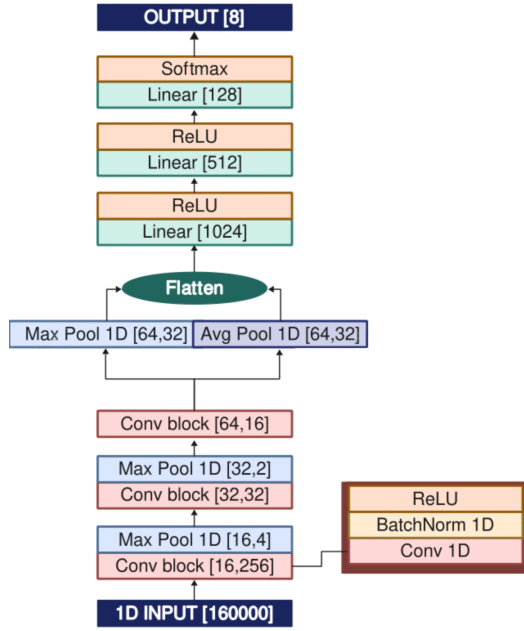 OUTPUT [8]
Softmax
Linear [128]
ReLU
Linear [512]
ReLU
Linear [1024]
Flatten
Max Pool 1D [64,32]
Avg Pool 1D [64,32]
Conv block [64,16]
Max Pool 1D [32,2]
Conv block [32,32]
Max Pool 1D [16,4]
Conv block [16,256]
1D INPUT [160000]
ReLU
BatchNorm 1D
Conv 1D